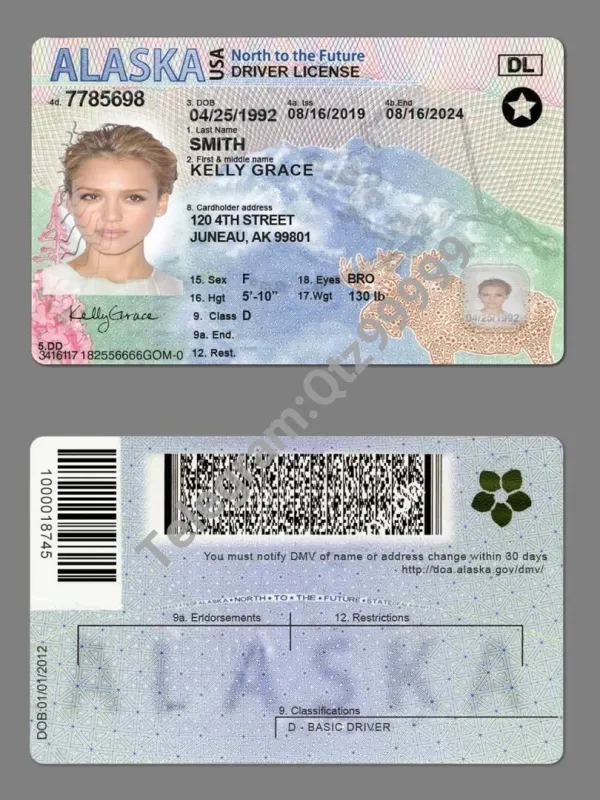 ALASKA USA
North to the Future
DRIVER LICENSE
DL
4d. 7785698
3. DOB 4a. Iss 4b.End
04/25/1992 08/16/2019 08/16/2024
1. Last Name
SMITH
2. First & middle name
KELLY GRACE
8. Cardholder address
120 4TH STREET
JUNEAU, AK 99801
15. Sex F 18. Eyes BRO
16. Hgt 5'-10" 17.Wgt 130 lb
9. Class D
9a. End.
12. Rest.
KellyGrace
5.DD
3416117 182556666GOM-0
04/25/1992
Telegram:Qtz99999
1000018745
You must notify DMV of name or address change within 30 days
- http://doa.alaska.gov/dmv/
ALASKA • NORTH • TO • THE • FUTURE • STATE
9a. Endorsements 12. Restrictions
ALASKA
9. Classifications
D - BASIC DRIVER
DOB:01/01/2012